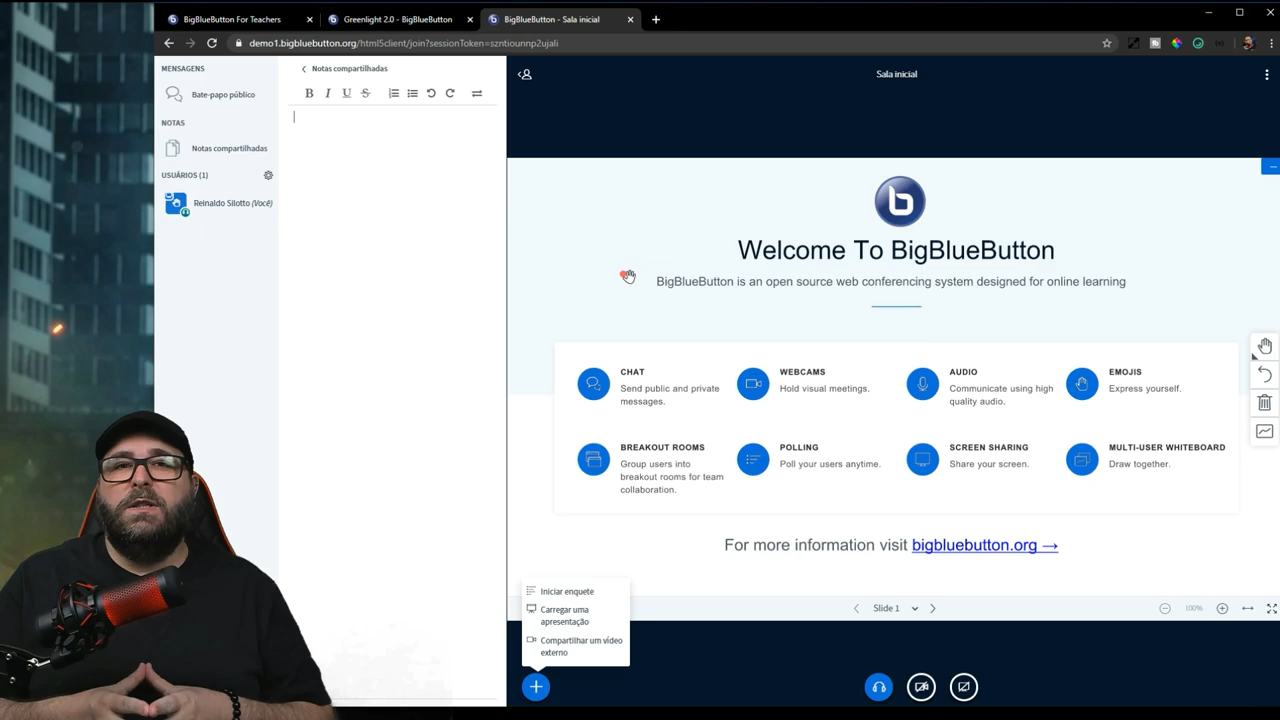 BigBlueButton For Teachers
Greenlight 2.0 - BigBlueButton
BigBlueButton - Sala inicial
demo1.bigbluebutton.org/html5client/join?sessionToken=szntiounnp2ujali
MENSAGENS
Bate-papo público
NOTAS
Notas compartilhadas
USUÁRIOS (1)
Reinaldo Silotto (Você)
Notas compartilhadas
B I U S
Sala inicial
b
Welcome To BigBlueButton
BigBlueButton is an open source web conferencing system designed for online learning
CHAT
Send public and private
messages.
WEBCAMS
Hold visual meetings.
AUDIO
Communicate using high
quality audio.
EMOJIS
Express yourself.
BREAKOUT ROOMS
Group users into
breakout rooms for team
collaboration.
POLLING
Poll your users anytime.
SCREEN SHARING
Share your screen.
MULTI-USER WHITEBOARD
Draw together.
For more information visit bigbluebutton.org →
Iniciar enquete
Carregar uma
apresentação
Compartilhar um vídeo
externo
Slide 1
100%